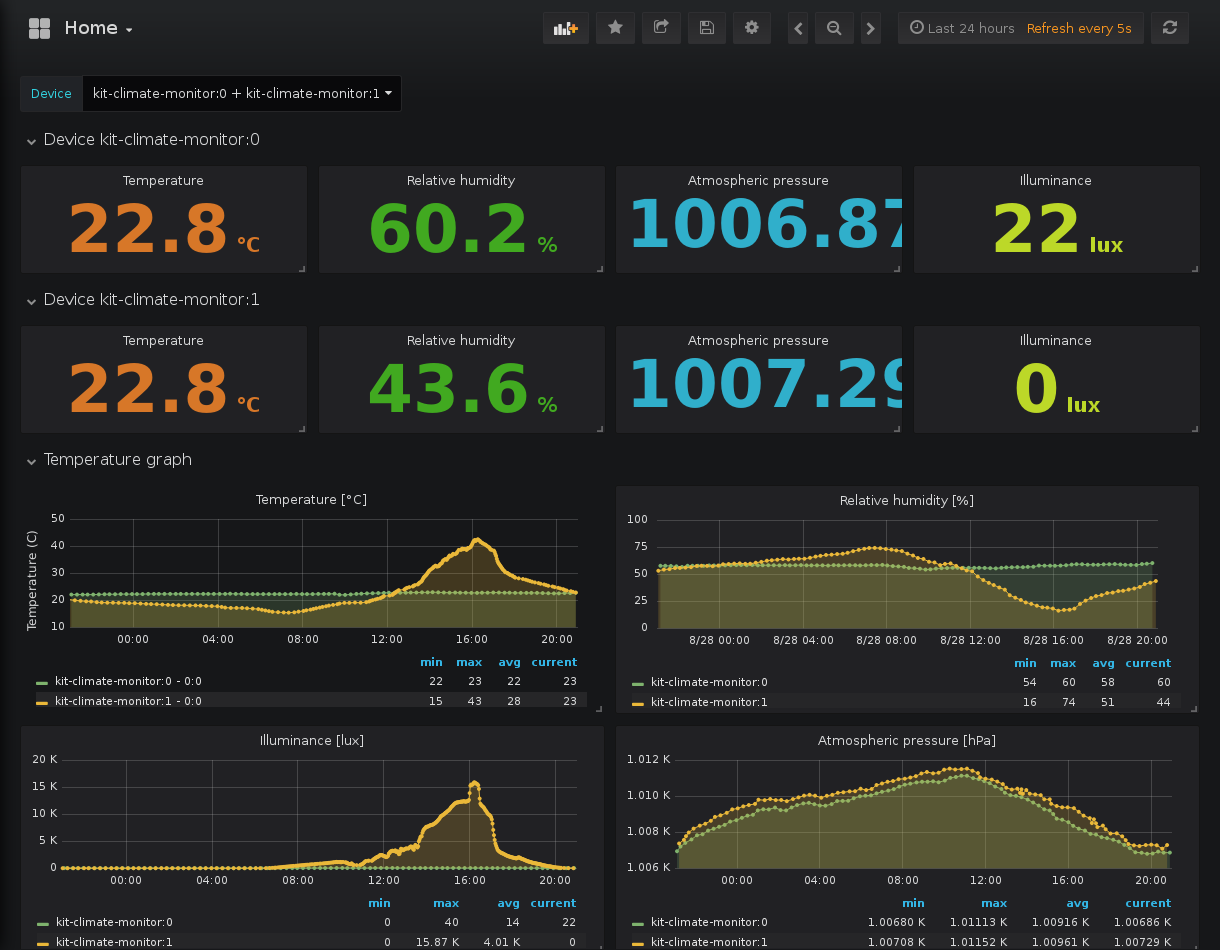 Home
Last 24 hours Refresh every 5s
Device kit-climate-monitor:0 + kit-climate-monitor:1
Device kit-climate-monitor:0
Temperature Relative humidity Atmospheric pressure Illuminance
22.8 °C 60.2 % 1006.87 22 lux
Device kit-climate-monitor:1
Temperature Relative humidity Atmospheric pressure Illuminance
22.8 °C 43.6 % 1007.29 0 lux
Temperature graph
Temperature [°C]
Temperature (C)
50
40
30
20
10
00:00 04:00 08:00 12:00 16:00 20:00
min max avg current
kit-climate-monitor:0 - 0:0 22 23 22 23
kit-climate-monitor:1 - 0:0 15 43 28 23
Relative humidity [%]
100
75
50
25
0
8/28 00:00 8/28 04:00 8/28 08:00 8/28 12:00 8/28 16:00 8/28 20:00
min max avg current
kit-climate-monitor:0 54 60 58 60
kit-climate-monitor:1 16 74 51 44
Illuminance [lux]
20 K
15 K
10 K
5 K
0
00:00 04:00 08:00 12:00 16:00 20:00
min max avg current
kit-climate-monitor:0 0 40 14 22
kit-climate-monitor:1 0 15.87 K 4.01 K 0
Atmospheric pressure [hPa]
1.012 K
1.010 K
1.008 K
1.006 K
00:00 04:00 08:00 12:00 16:00 20:00
min max avg current
kit-climate-monitor:0 1.00680 K 1.01113 K 1.00916 K 1.00686 K
kit-climate-monitor:1 1.00708 K 1.01152 K 1.00961 K 1.00729 K